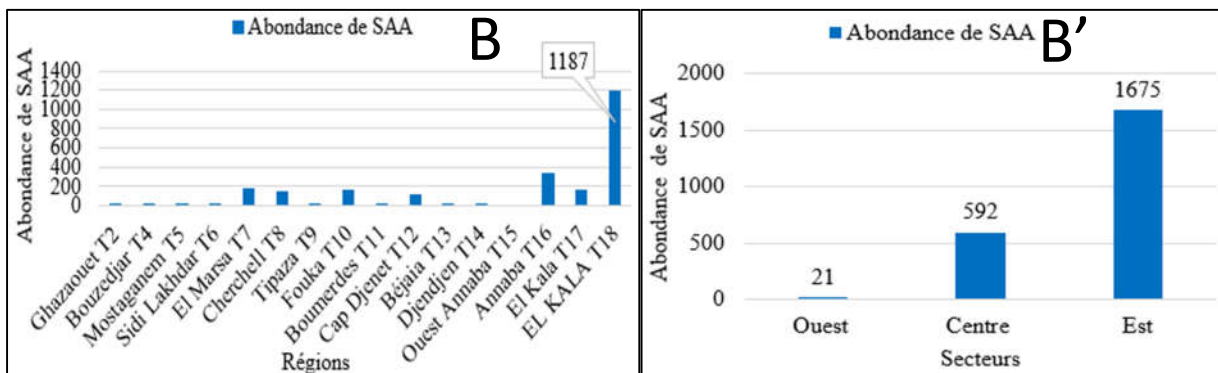 Abondance de SAA
B
1187
Abondance de SAA
1400
1200
1000
800
600
400
200
0
Ghazaouet T2
Bouzedjar T4
Mostaganem T5
Sidi Lakhdar T6
El Marsa T7
Cherchell T8
Tipaza T9
Fouka T10
Boumerdes T11
Cap Djenet T12
Béjaia T13
Djendjen T14
Ouest Annaba T15
Annaba T16
El Kala T17
EL KALA T18
Régions
Abondance de SAA
B’
Abondance de SAA
2000
1500
1000
500
0
21
592
1675
Ouest
Centre
Est
Secteurs